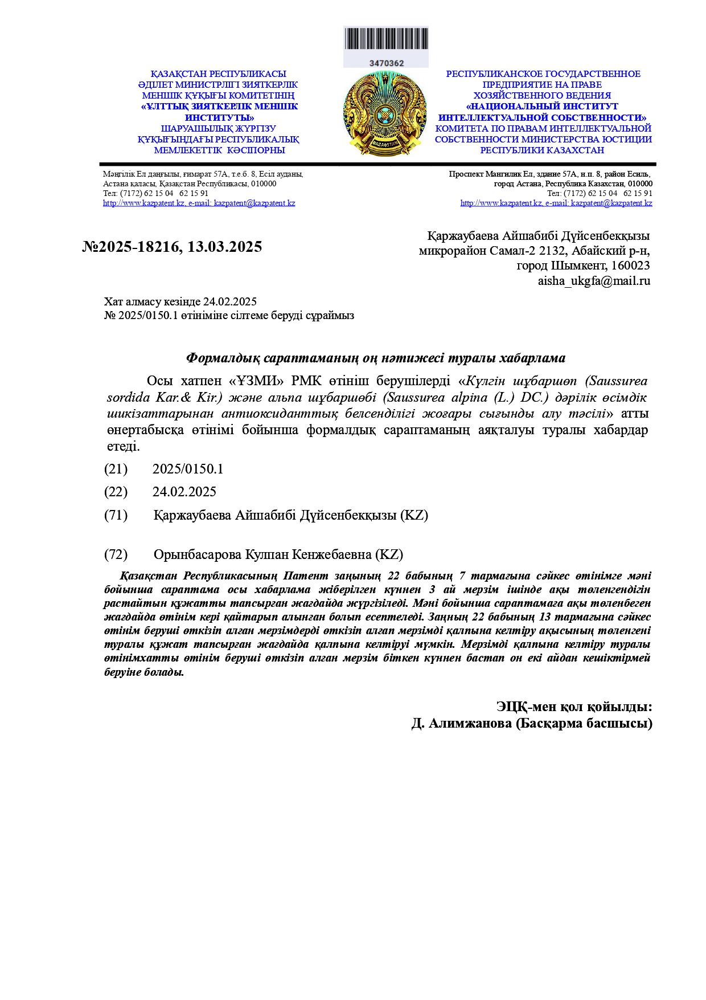 3470362
ҚАЗАҚСТАН РЕСПУБЛИКАСЫ
ӘДІЛЕТ МИНИСТРЛІГІ ЗИЯТКЕРЛІК
МЕНШІК ҚҰҚЫҒЫ КОМИТЕТІНІҢ
«ҰЛТТЫҚ ЗИЯТКЕРЛІК МЕНШІК
ИНСТИТУТЫ»
ШАРУАШЫЛЫҚ ЖҮРГІЗУ
ҚҰҚЫҒЫНДАҒЫ РЕСПУБЛИКАЛЫҚ
МЕМЛЕКЕТТІК КӘСІПОРНЫ
QAZAQSTAN
РЕСПУБЛИКАНСКОЕ ГОСУДАРСТВЕННОЕ
ПРЕДПРИЯТИЕ НА ПРАВЕ
ХОЗЯЙСТВЕННОГО ВЕДЕНИЯ
«НАЦИОНАЛЬНЫЙ ИНСТИТУТ
ИНТЕЛЛЕКТУАЛЬНОЙ СОБСТВЕННОСТИ»
КОМИТЕТА ПО ПРАВАМ ИНТЕЛЛЕКТУАЛЬНОЙ
СОБСТВЕННОСТИ МИНИСТЕРСТВА ЮСТИЦИИ
РЕСПУБЛИКИ КАЗАХСТАН
Мәңгілік Ел даңғылы, ғимарат 57А, т.е.б. 8, Есіл ауданы,
Астана қаласы, Қазақстан Республикасы, 010000
Тел: (7172) 62 15 04 62 15 91
http://www.kazpatent.kz, e-mail: kazpatent@kazpatent.kz
Проспект Мангилик Ел, здание 57А, н.п. 8, район Есиль,
город Астана, Республика Казахстан, 010000
Тел: (7172) 62 15 04 62 15 91
http://www.kazpatent.kz, e-mail: kazpatent@kazpatent.kz
№2025-18216, 13.03.2025
Қаржаубаева Айшабибі Дүйсенбекқызы
микрорайон Самал-2 2132, Абайский р-н,
город Шымкент, 160023
aisha_ukgfa@mail.ru
Хат алмасу кезінде 24.02.2025
№ 2025/0150.1 өтініміне сілтеме беруді сұраймыз
Формалдық сараптаманың оң нәтижесі туралы хабарлама
Осы хатпен «ҰЗМИ» РМК өтініш берушілерді «Күлгін шұбаршөп (Saussurea
sordida Kar.& Kir.) және альпа шұбаршөбі (Saussurea alpina (L.) DC.) дәрілік өсімдік
шикізаттарынан антиоксиданттық белсенділігі жоғары сығынды алу тәсілі» атты
өнертабысқа өтінімі бойынша формалдық сараптаманың аяқталуы туралы хабардар
етеді.
(21) 2025/0150.1
(22) 24.02.2025
(71) Қаржаубаева Айшабибі Дүйсенбекқызы (KZ)
(72) Орынбасарова Кулпан Кенжебаевна (KZ)
Қазақстан Республикасының Патент заңының 22 бабының 7 тармағына сәйкес өтінімге мәні
бойынша сараптама осы хабарлама жіберілген күннен 3 ай мерзім ішінде ақы төленгендігін
растайтын құжатты тапсырған жағдайда жүргізіледі. Мәні бойынша сараптамаға ақы төленбеген
жағдайда өтінім кері қайтарып алынған болып есептеледі. Заңның 22 бабының 13 тармағына сәйкес
өтінім беруші өткізіп алған мерзімдерді өткізіп алғап мерзімді қалпына келтіру ақысының төленгені
туралы құжат тапсырған жағдайда қалпына келтіруі мүмкін. Мерзімді қалпына келтіру туралы
өтінімхатты өтінім беруші өткізіп алған мерзім біткен күннен бастап он екі айдан кешіктірмей
беруіне болады.
ЭЦҚ-мен қол қойылды:
Д. Алимжанова (Басқарма басшысы)